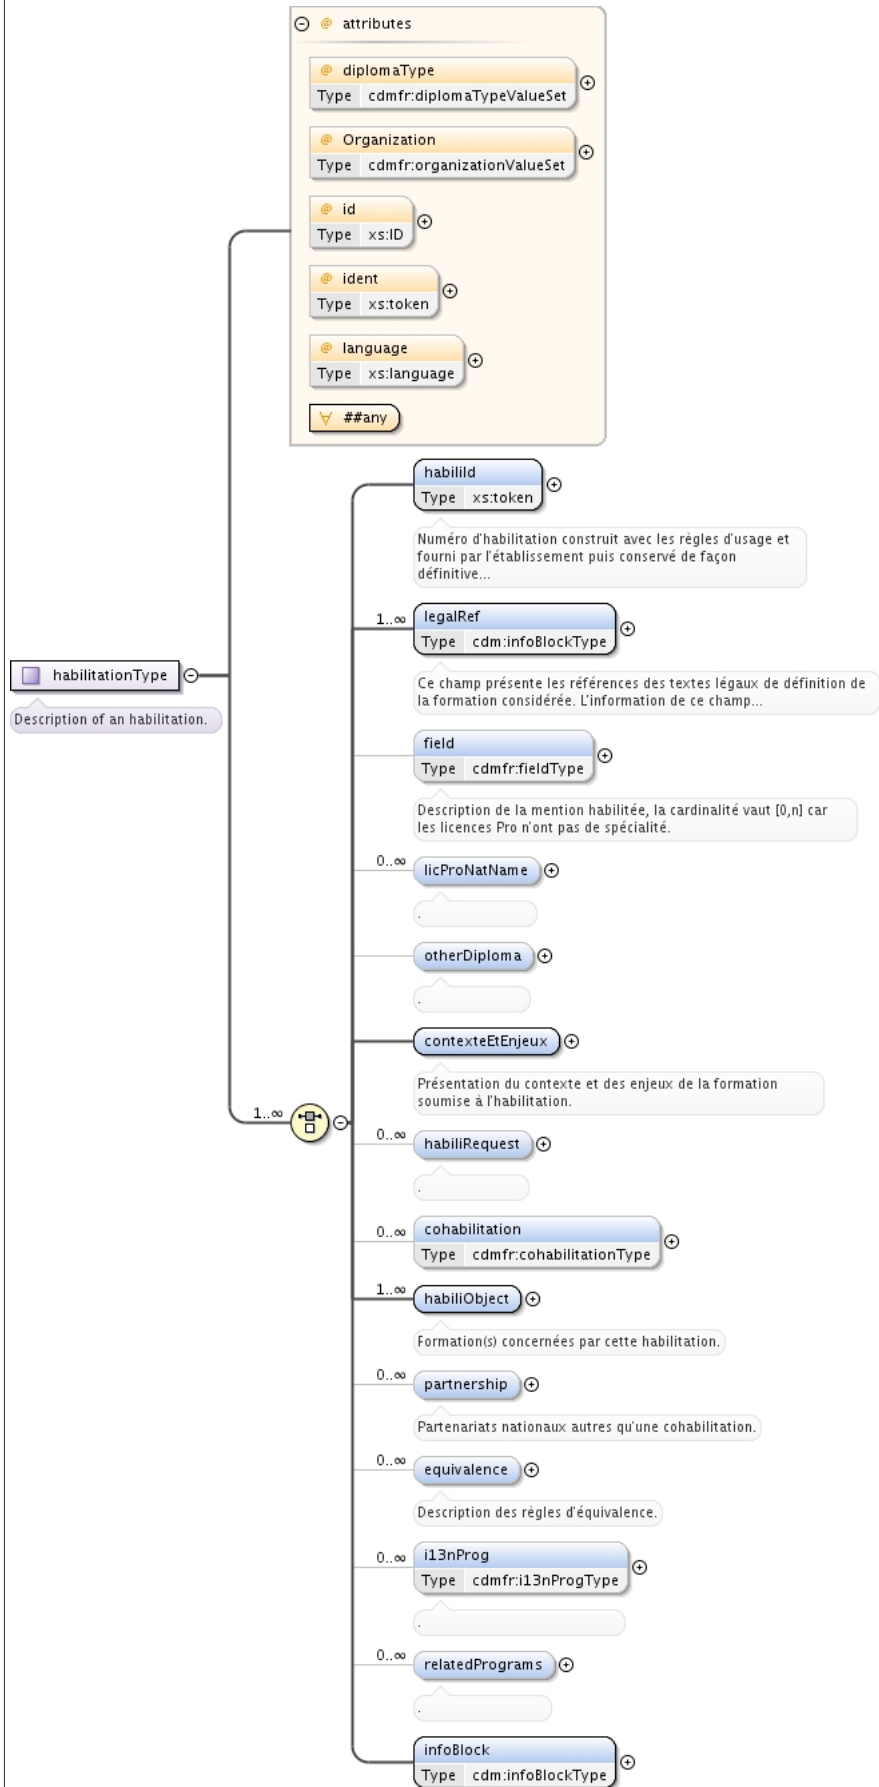 @ attributes
@ diplomaType
Type cdmfr:diplomaTypeValueSet
@ Organization
Type cdmfr:organizationValueSet
@ id
Type xs:ID
@ ident
Type xs:token
@ language
Type xs:language
∀ ##any
habilitationType
Description of an habilitation.
1..∞
habiliId
Type xs:token
Numéro d'habilitation construit avec les règles d'usage et
fourni par l'établissement puis conservé de façon
définitive...
1..∞
legalRef
Type cdm:infoBlockType
Ce champ présente les références des textes légaux de définition de
la formation considérée. L'information de ce champ...
field
Type cdmfr:fieldType
Description de la mention habilitée, la cardinalité vaut [0,n] car
les licences Pro n'ont pas de spécialité.
0..∞
licProNatName
.
otherDiploma
.
contexteEtEnjeux
Présentation du contexte et des enjeux de la formation
soumise à l'habilitation.
0..∞
habiliRequest
.
0..∞
cohabilitation
Type cdmfr:cohabilitationType
1..∞
habiliObject
Formation(s) concernées par cette habilitation.
0..∞
partnership
Partenariats nationaux autres qu'une cohabilitation.
0..∞
equivalence
Description des règles d'équivalence.
0..∞
i13nProg
Type cdmfr:i13nProgType
.
0..∞
relatedPrograms
.
infoBlock
Type cdm:infoBlockType